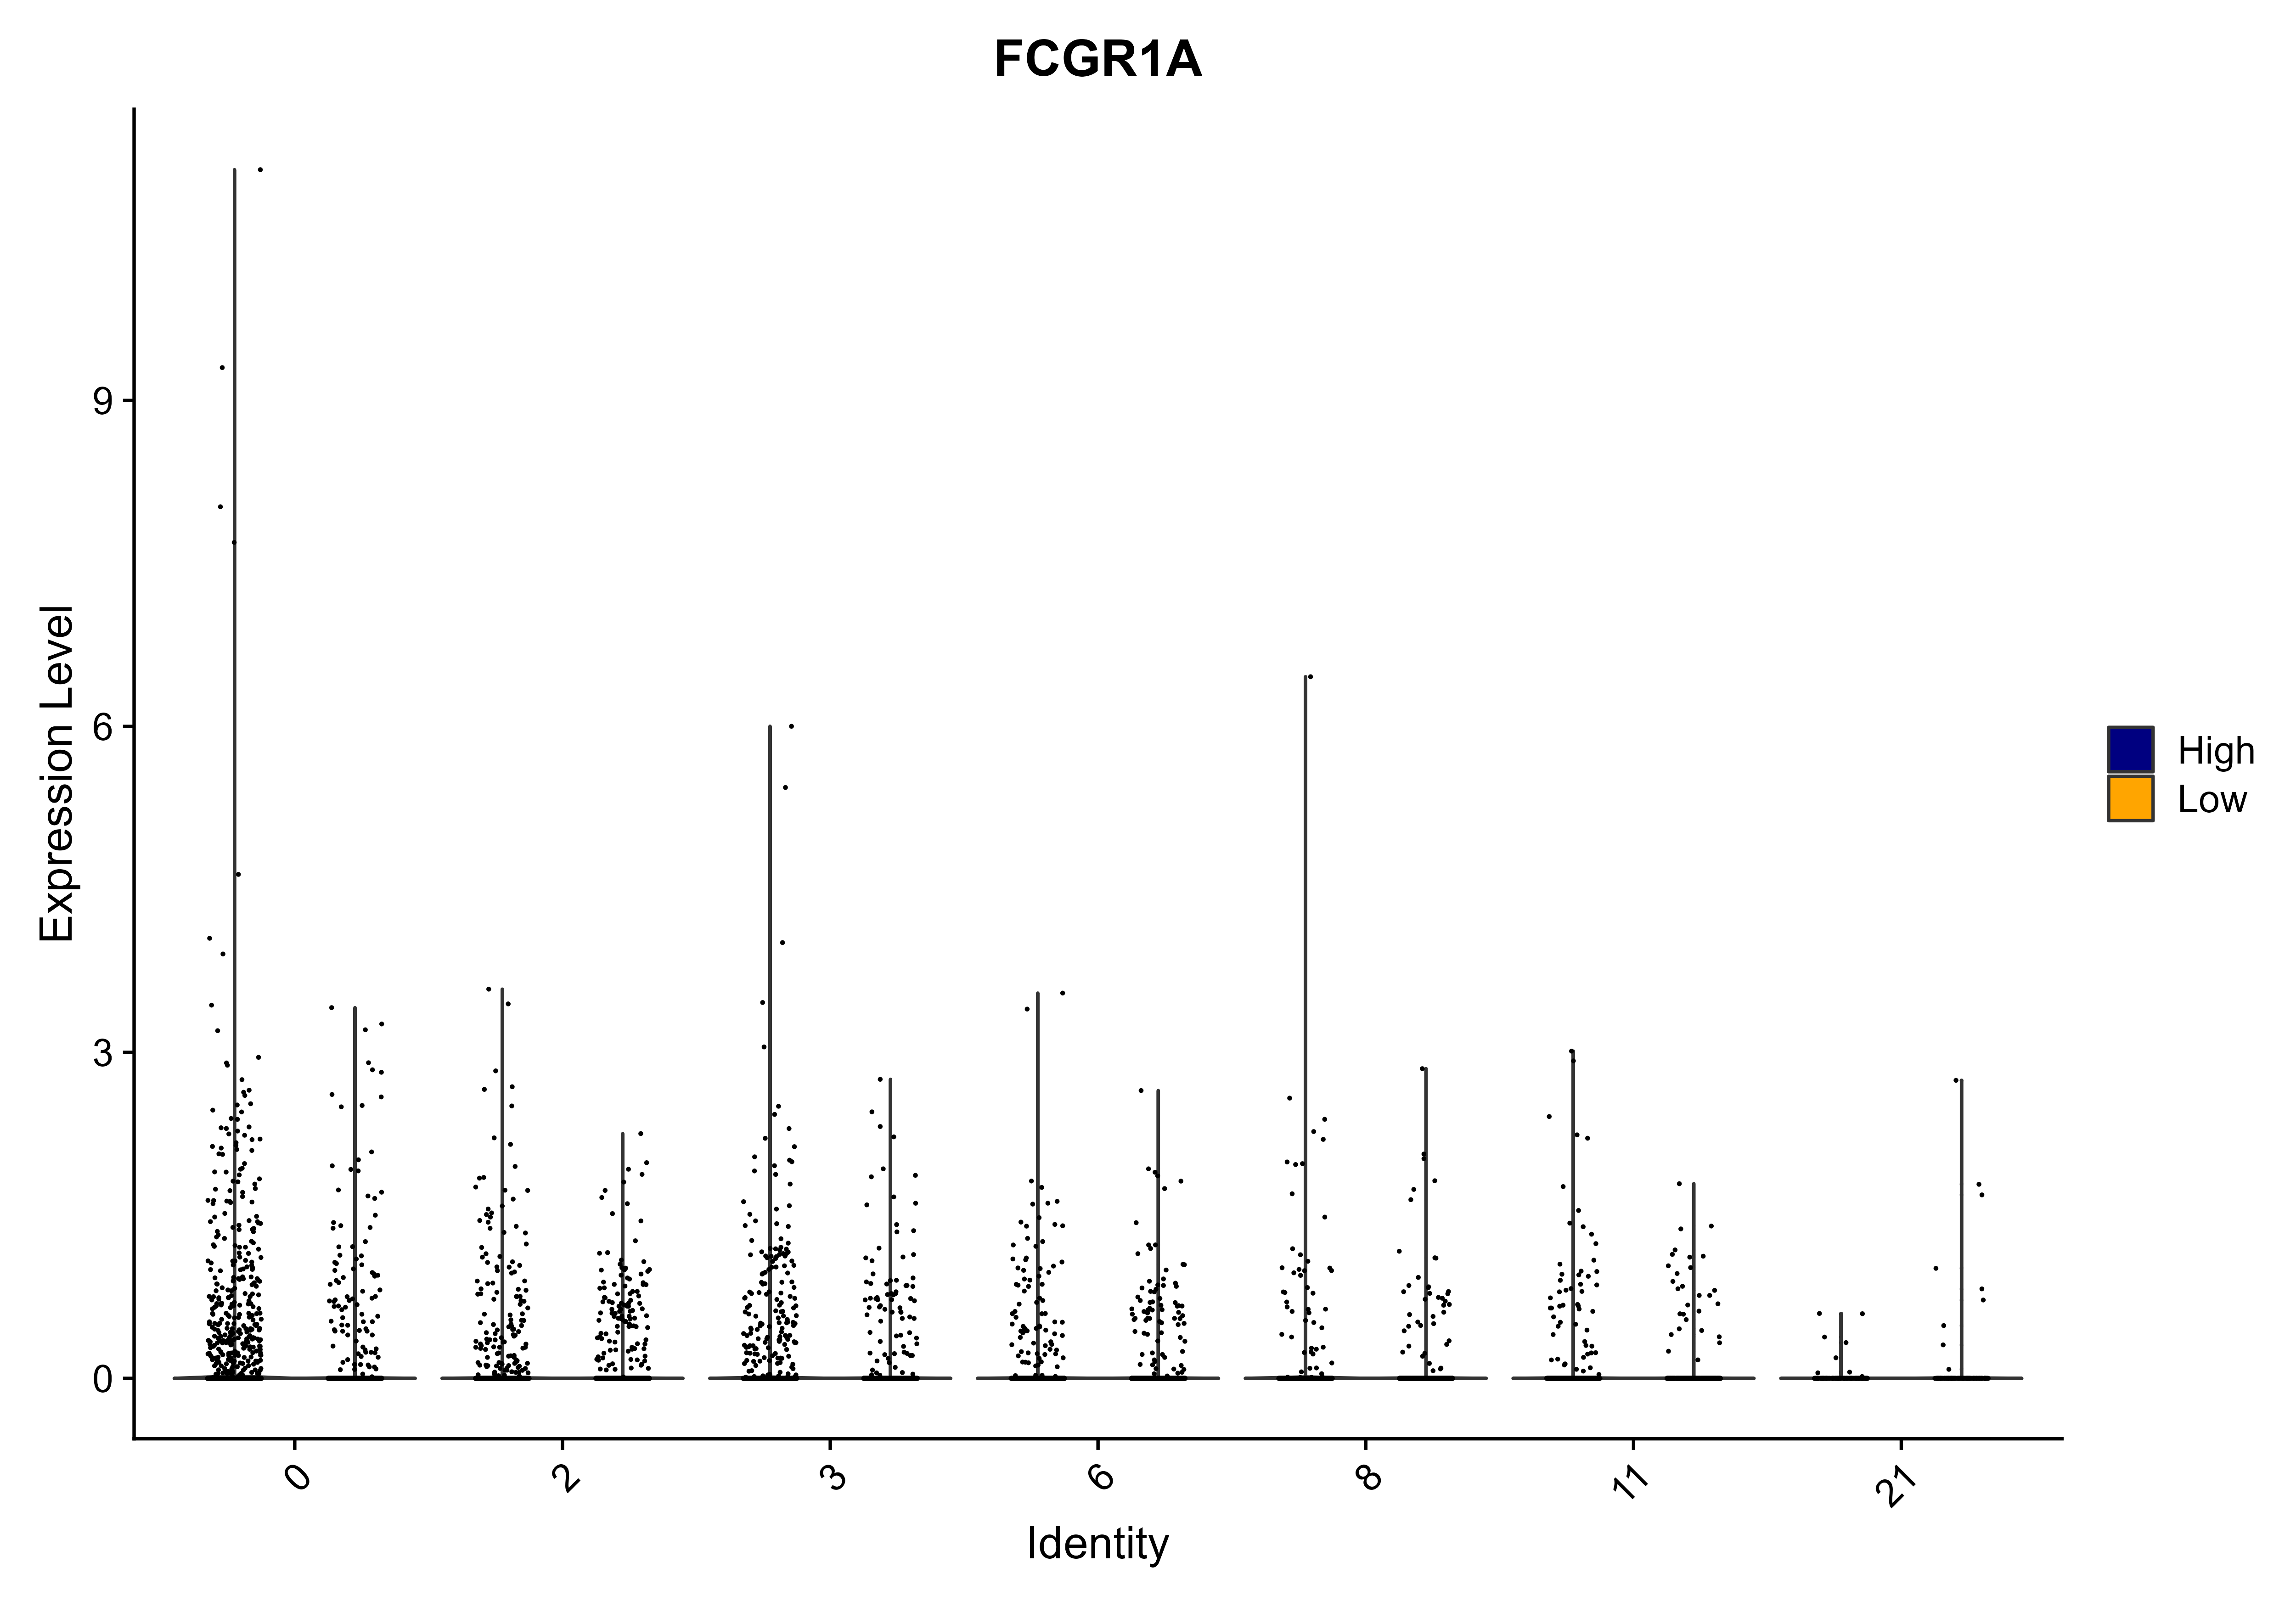 FCGR1A
Expression Level
9
6
3
0
0 2 3 6 8 11 21
Identity
High
Low